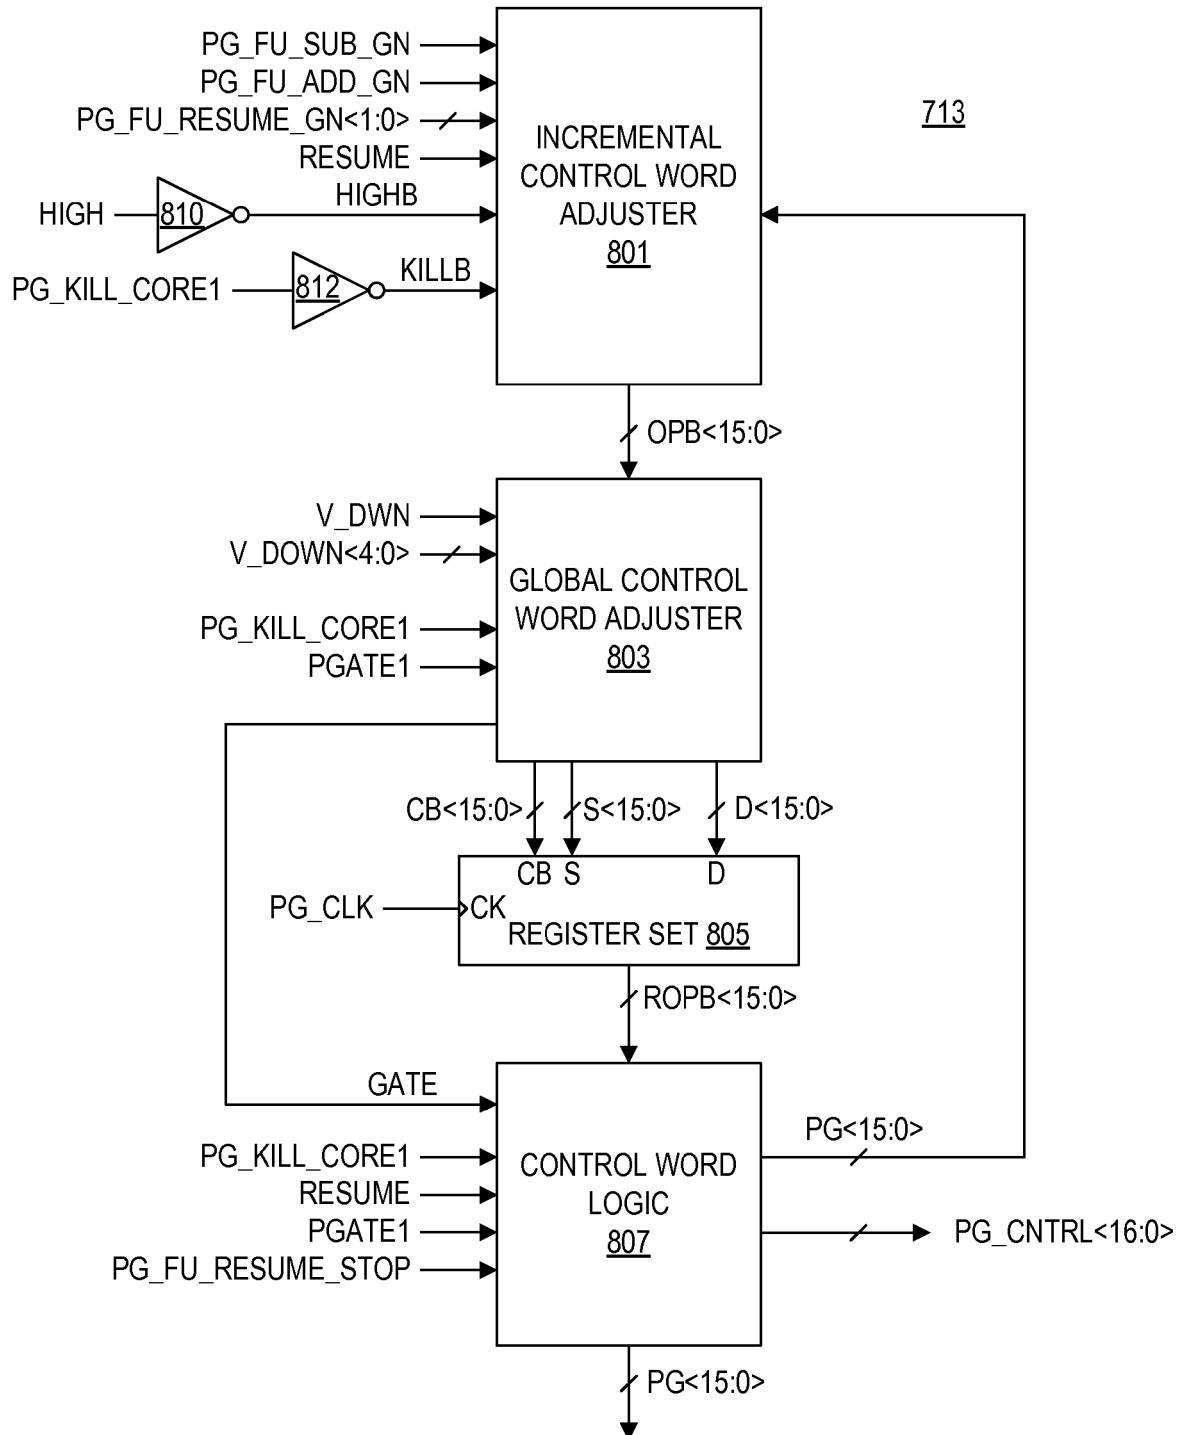 PG_FU_SUB_GN
PG_FU_ADD_GN
PG_FU_RESUME_GN<1:0>
RESUME
HIGH
810
HIGHB
PG_KILL_CORE1
812
KILLB
INCREMENTAL
CONTROL WORD
ADJUSTER
801
713
OPB<15:0>
V_DWN
V_DOWN<4:0>
PG_KILL_CORE1
PGATE1
GLOBAL CONTROL
WORD ADJUSTER
803
CB<15:0>
S<15:0>
D<15:0>
CB S D
PG_CLK
CK
REGISTER SET 805
ROPB<15:0>
GATE
PG_KILL_CORE1
RESUME
PGATE1
PG_FU_RESUME_STOP
CONTROL WORD
LOGIC
807
PG<15:0>
PG_CNTRL<16:0>
PG<15:0>